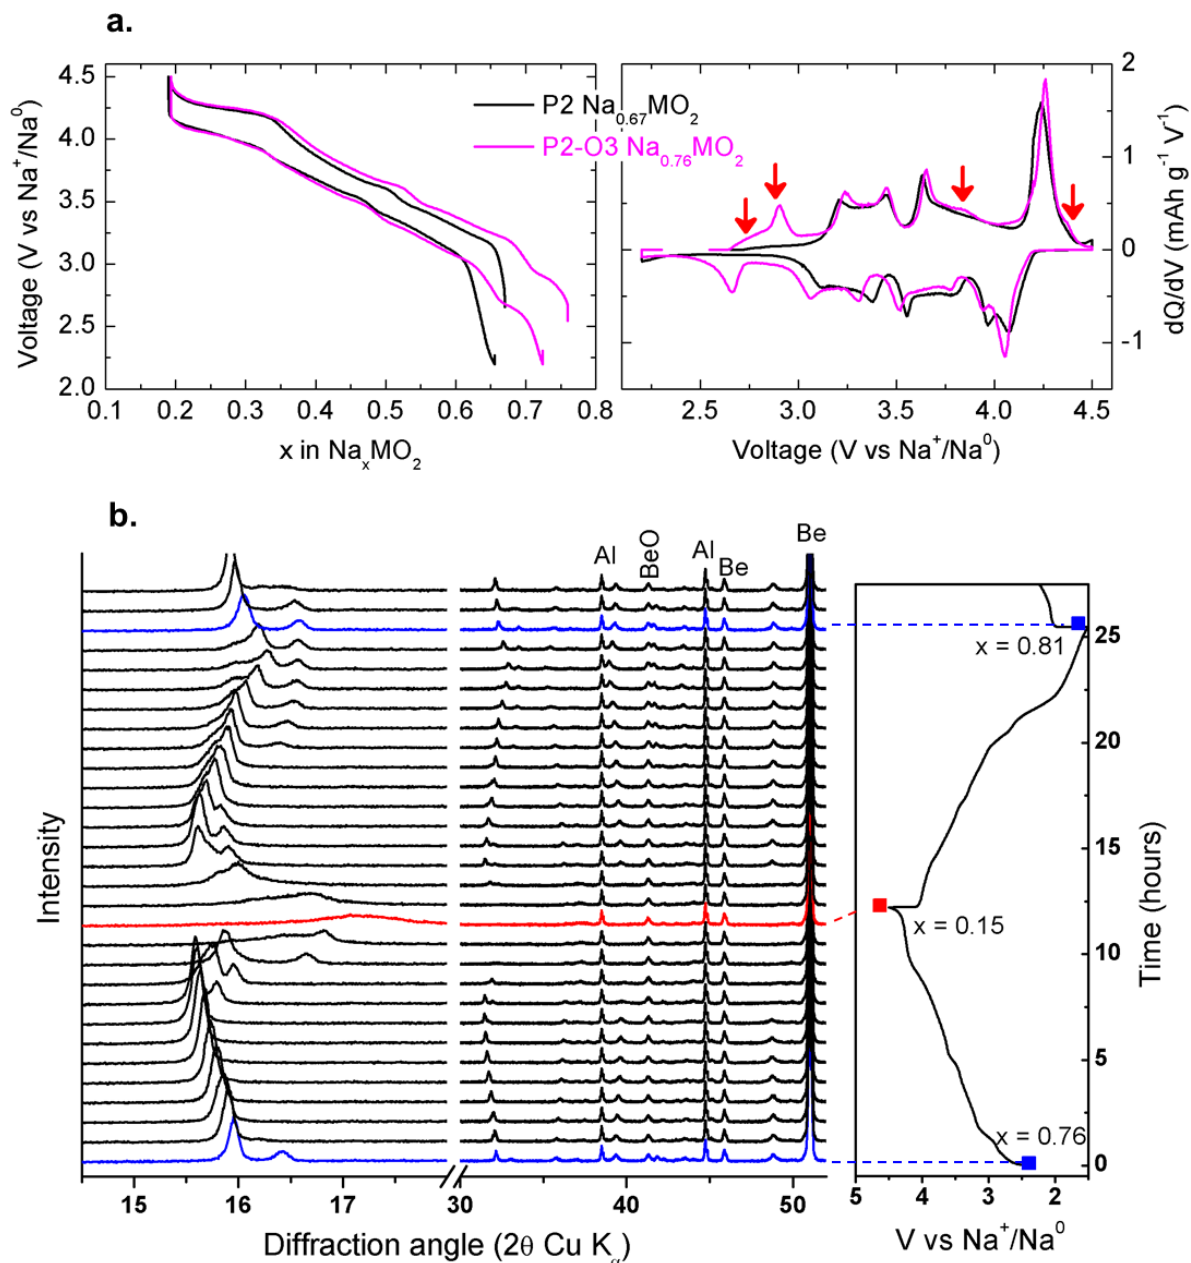 a.
4.5
4.0
3.5
3.0
2.5
2.0
Voltage (V vs Na⁺/Na⁰)
0.1 0.2 0.3 0.4 0.5 0.6 0.7 0.8
x in NaₓMO₂
P2 Na₀.₆₇MO₂
P2-O3 Na₀.₇₆MO₂
2
1
0
-1
dQ/dV (mAh g⁻¹ V⁻¹)
2.5 3.0 3.5 4.0 4.5
Voltage (V vs Na⁺/Na⁰)
b.
Al
BeO
Al
Be
Be
Intensity
15 16 17 30 40 50
Diffraction angle (2θ Cu Kα)
x = 0.81
x = 0.15
x = 0.76
25
20
15
10
5
0
Time (hours)
5 4 3 2
V vs Na⁺/Na⁰